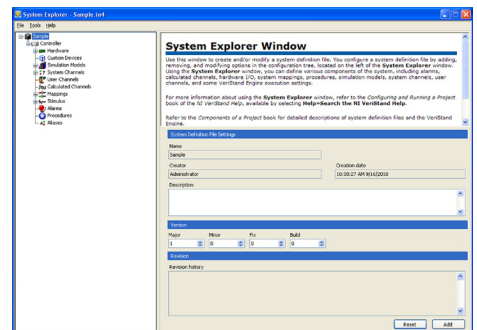 System Explorer - Sample.in4
File Tools Help
Sample
Controller
Hardware
Custom Devices
Simulation Models
System Channels
User Channels
Calculated Channels
Mappings
Stimulus
Alarms
Procedures
Aliases
System Explorer Window
Use this window to create and/or modify a system definition file. You configure a system definition file by adding,
removing, and modifying options in the configuration tree, located on the left of the System Explorer window.
Using the System Explorer window, you can define various components of the system, including alarms,
calculated channels, hardware I/O, system mappings, procedures, simulation models, system channels, user
channels, and some VeriStand Engine execution settings.
For more information about using the System Explorer window, refer to the Configuring and Running a Project
book of the NI VeriStand Help, available by selecting Help»Search the NI VeriStand Help.
Refer to the Components of a Project book for detailed descriptions of system definition files and the VeriStand
Engine.
System Definition File Settings
Name
Sample
Creator
Creation date
Administrator
10:08:27 AM 9/16/2010
Description
Version
Major Minor Fix Build
1 0 0 0
Revision
Revision history
Reset Add